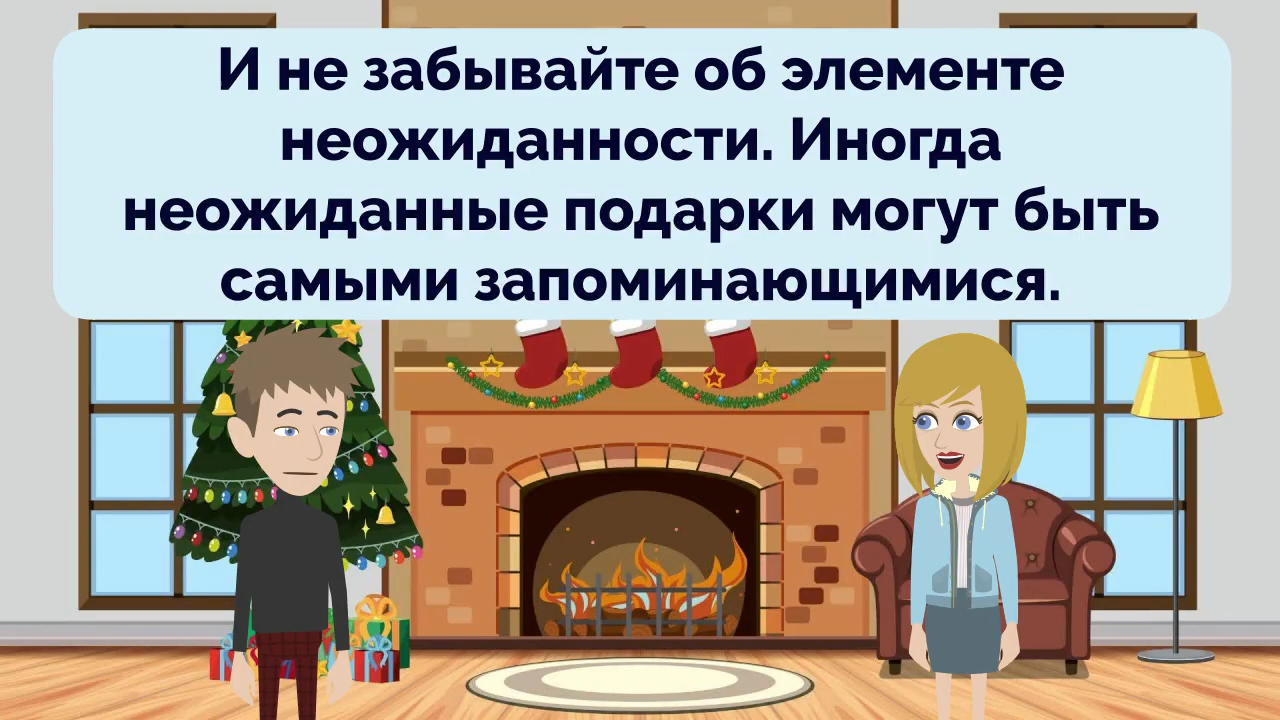 И не забывайте об элементе
неожиданности. Иногда
неожиданные подарки могут быть
самыми запоминающимися.